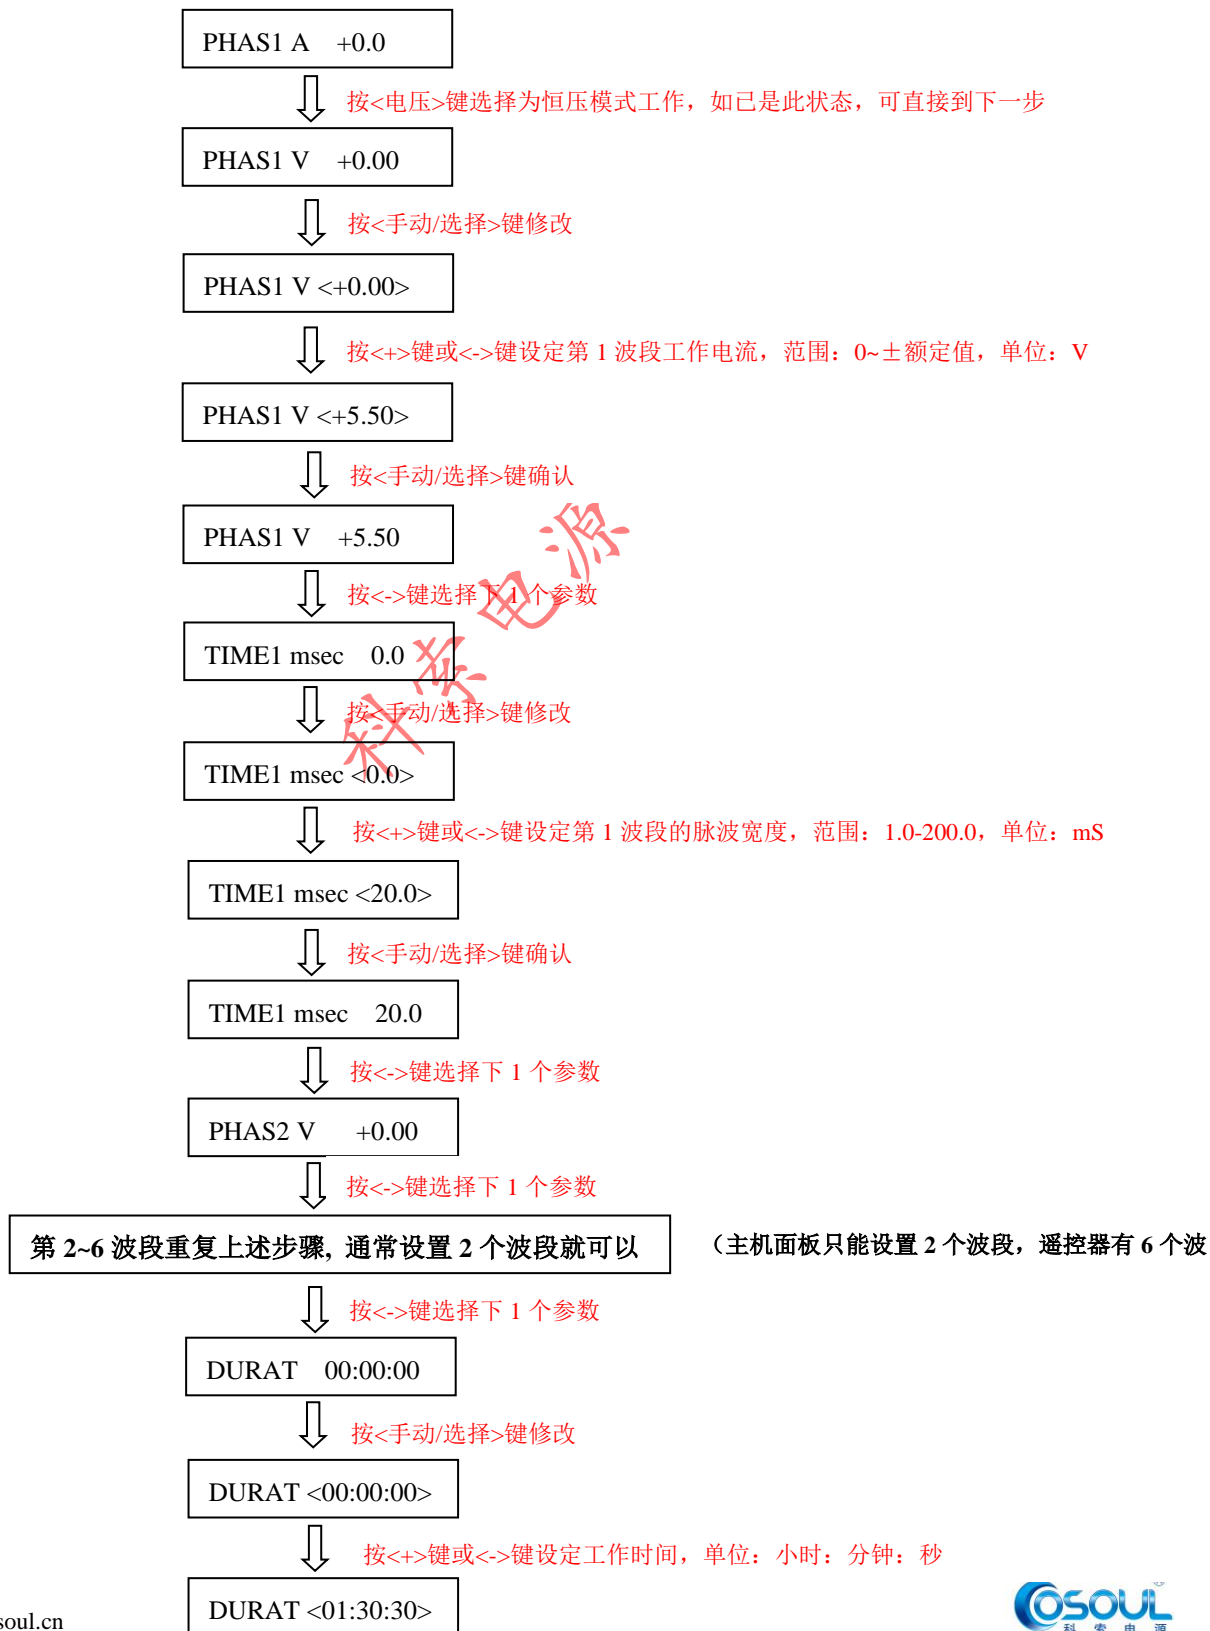 PHAS1 A +0.0
按<电压>键选择为恒压模式工作，如已是此状态，可直接到下一步
PHAS1 V +0.00
按<手动/选择>键修改
PHAS1 V <+0.00>
按<+>键或<->键设定第 1 波段工作电流，范围：0~±额定值，单位：V
PHAS1 V <+5.50>
按<手动/选择>键确认
PHAS1 V +5.50
按<->键选择下 1 个参数
TIME1 msec 0.0
按<手动/选择>键修改
TIME1 msec <0.0>
按<+>键或<->键设定第 1 波段的脉波宽度，范围：1.0-200.0，单位：mS
TIME1 msec <20.0>
按<手动/选择>键确认
TIME1 msec 20.0
按<->键选择下 1 个参数
PHAS2 V +0.00
按<->键选择下 1 个参数
第 2~6 波段重复上述步骤, 通常设置 2 个波段就可以 （主机面板只能设置 2 个波段，遥控器有 6 个波
按<->键选择下 1 个参数
DURAT 00:00:00
按<手动/选择>键修改
DURAT <00:00:00>
按<+>键或<->键设定工作时间，单位：小时：分钟：秒
DURAT <01:30:30>
soul.cn
COSOUL
科索电源
科索电源